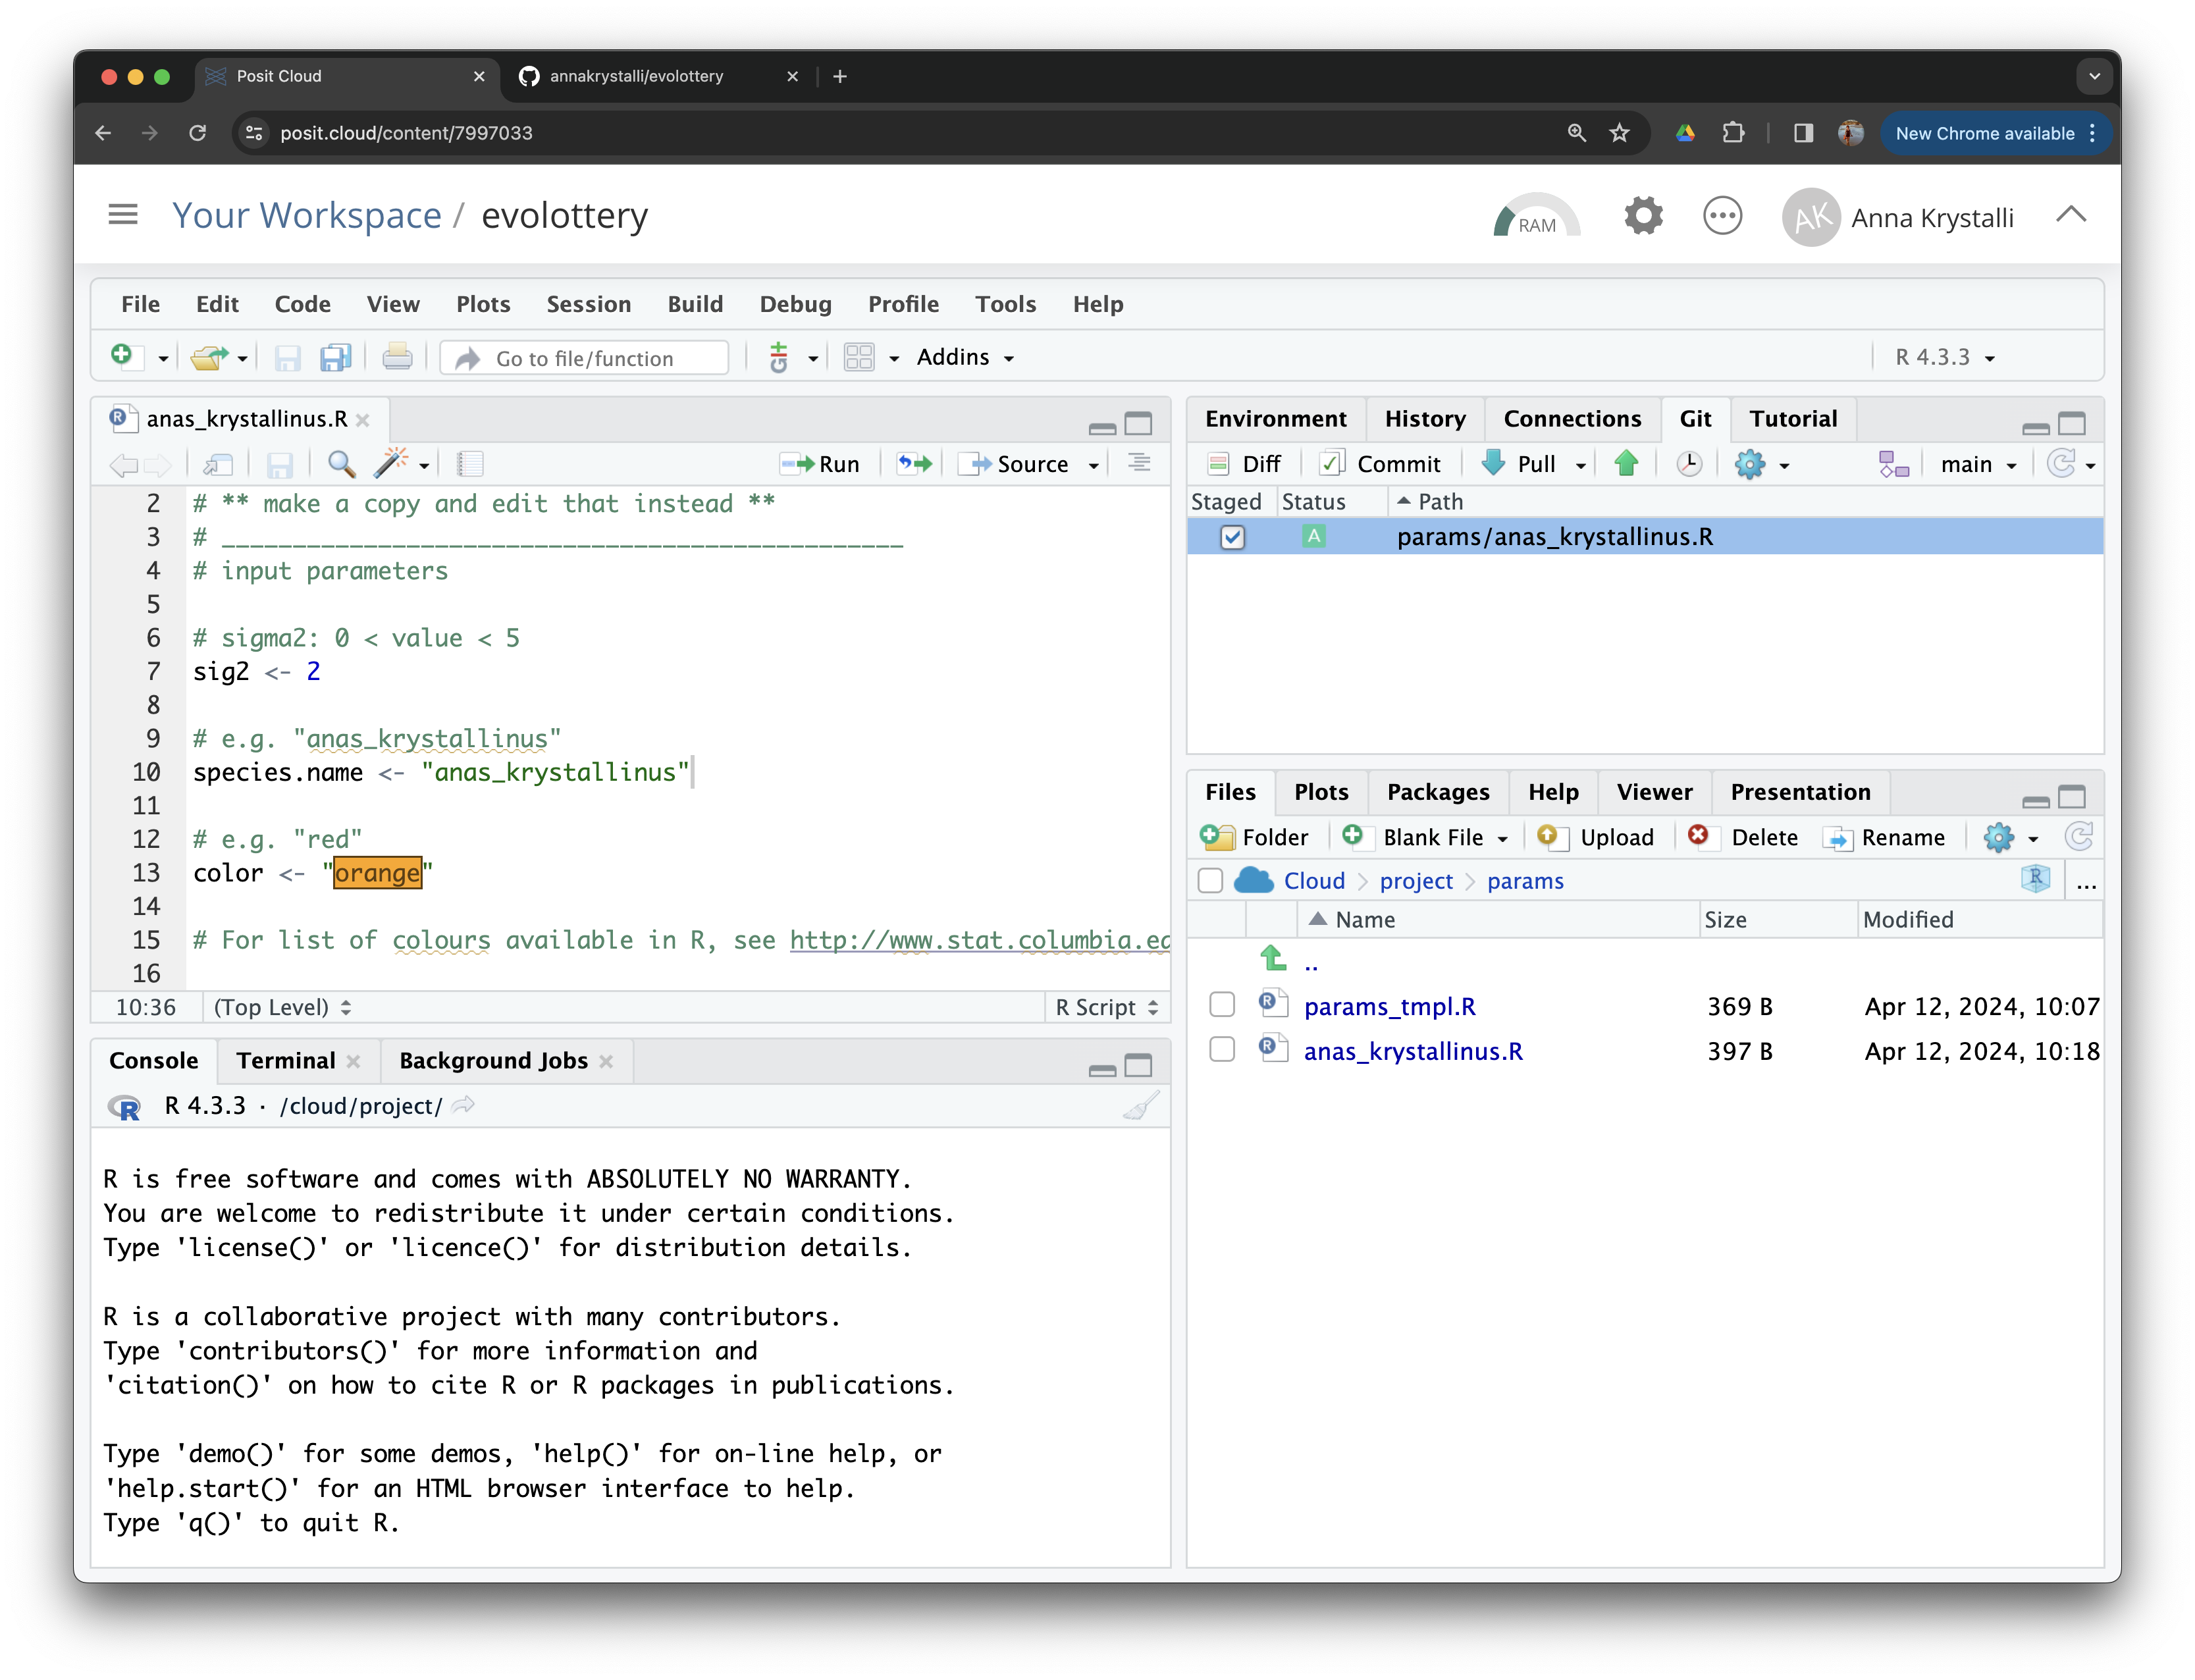 Posit Cloud
annakrystalli/evolottery
posit.cloud/content/7997033
New Chrome available
Your Workspace / evolottery
RAM
AK
Anna Krystalli
File Edit Code View Plots Session Build Debug Profile Tools Help
Go to file/function
Addins
R 4.3.3
anas_krystallinus.R
Run
Source
2 # ** make a copy and edit that instead **
3 # ________________________________________________
4 # input parameters
5
6 # sigma2: 0 < value < 5
7 sig2 <- 2
8
9 # e.g. "anas_krystallinus"
10 species.name <- "anas_krystallinus"
11
12 # e.g. "red"
13 color <- "orange"
14
15 # For list of colours available in R, see http://www.stat.columbia.ed
16
10:36 (Top Level) R Script
Environment History Connections Git Tutorial
Diff Commit Pull main
Staged Status Path
A params/anas_krystallinus.R
Files Plots Packages Help Viewer Presentation
Folder Blank File Upload Delete Rename
Cloud project params R ...
Name Size Modified
..
params_tmpl.R 369 B Apr 12, 2024, 10:07
anas_krystallinus.R 397 B Apr 12, 2024, 10:18
Console Terminal Background Jobs
R 4.3.3 · /cloud/project/
R is free software and comes with ABSOLUTELY NO WARRANTY.
You are welcome to redistribute it under certain conditions.
Type 'license()' or 'licence()' for distribution details.
R is a collaborative project with many contributors.
Type 'contributors()' for more information and
'citation()' on how to cite R or R packages in publications.
Type 'demo()' for some demos, 'help()' for on-line help, or
'help.start()' for an HTML browser interface to help.
Type 'q()' to quit R.